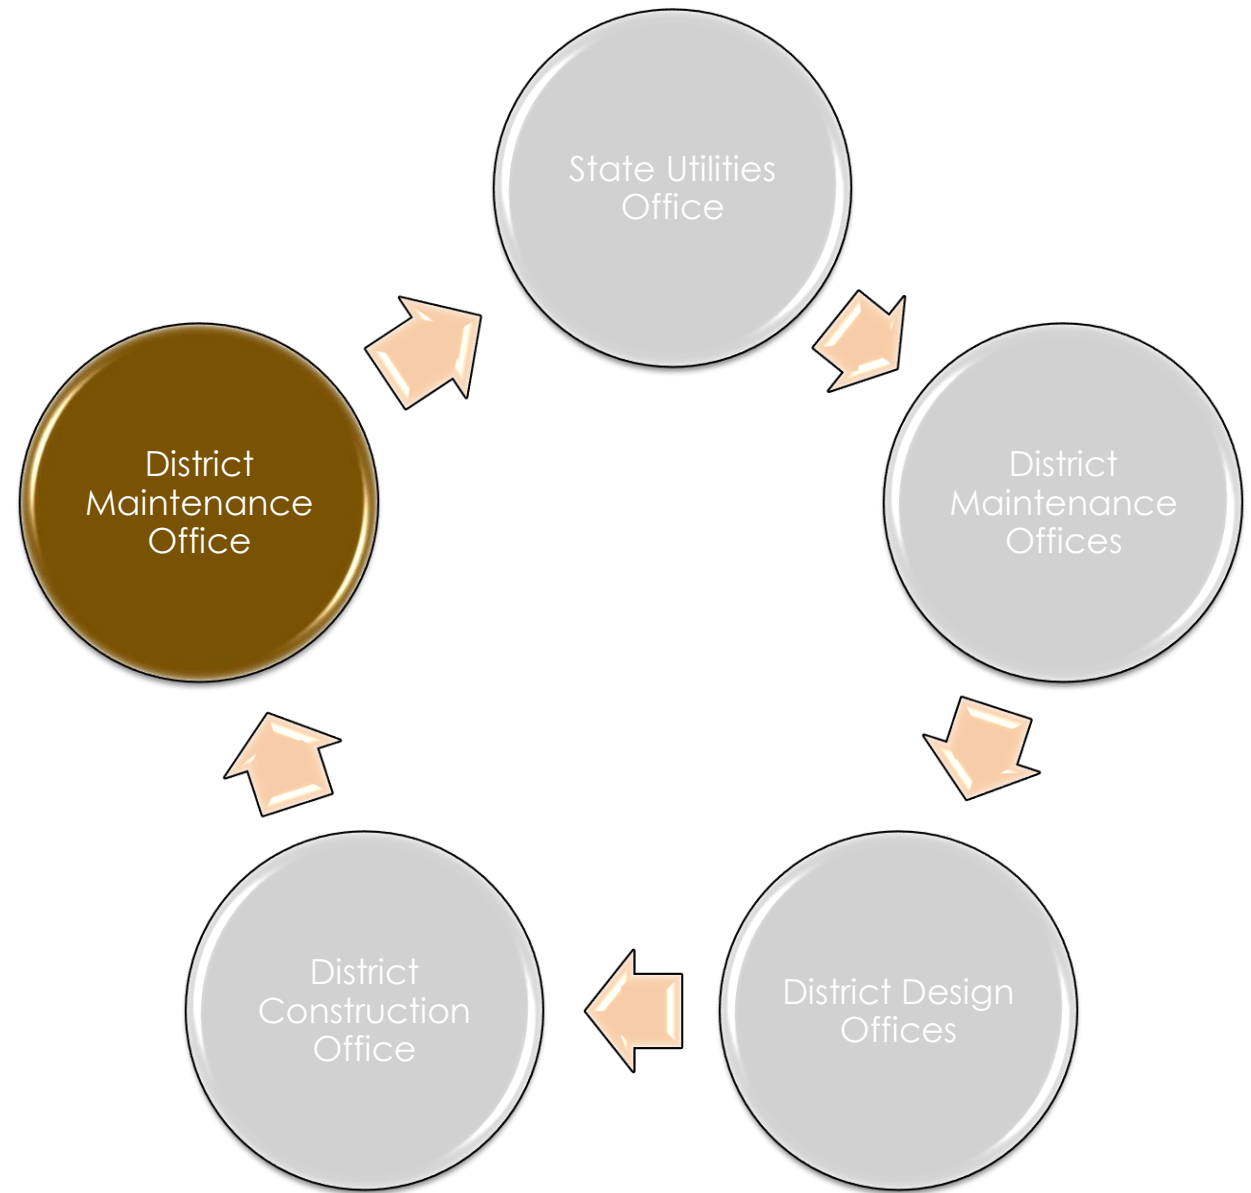 State Utilities
Office
District
Maintenance
Office
District
Maintenance
Offices
District
Construction
Office
District Design
Offices